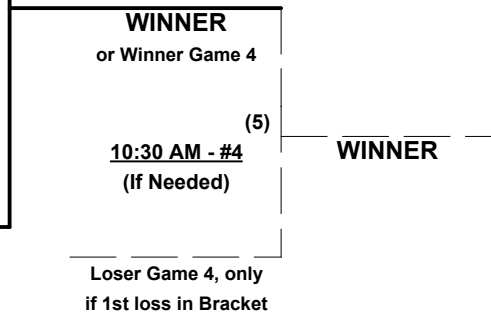 WINNER
or Winner Game 4
(5)
10:30 AM - #4
WINNER
(If Needed)
Loser Game 4, only
if 1st loss in Bracket